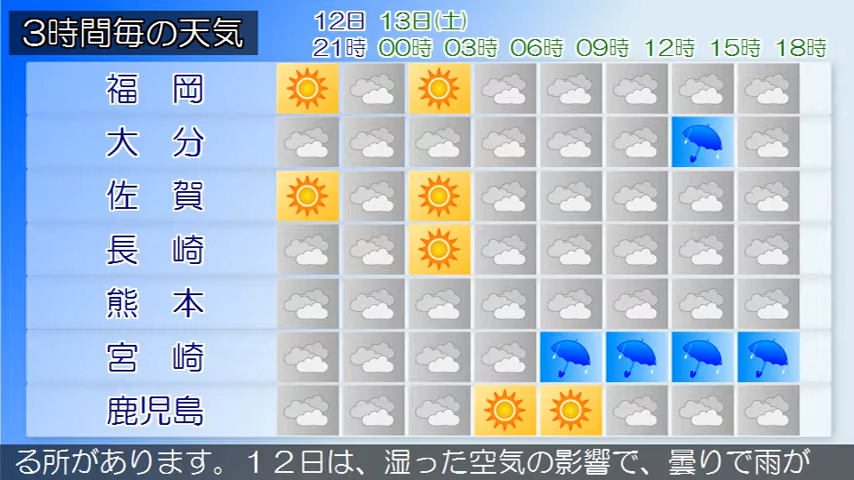 3時間毎の天気
12日 13日(土)
21時 00時 03時 06時 09時 12時 15時 18時
福岡
大分
佐賀
長崎
熊本
宮崎
鹿児島
る所があります。１２日は、湿った空気の影響で、曇りで雨が